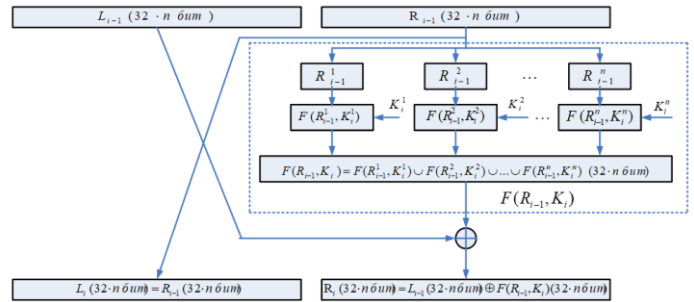 L_{i-1} (32 · n бит) R_{i-1} (32 · n бит)
R^1_{i-1} R^2_{i-1} ... R^n_{i-1}
K^1_i K^2_i K^n_i
F(R^1_{i-1}, K^1_i) F(R^2_{i-1}, K^2_i) ... F(R^n_{i-1}, K^n_i)
F(R_{i-1}, K_i) = F(R^1_{i-1}, K^1_i) ∪ F(R^2_{i-1}, K^2_i) ∪ ... ∪ F(R^n_{i-1}, K^n_i) (32·n бит)
F(R_{i-1}, K_i)
L_i (32·n бит) = R_{i-1} (32·n бит) R_i (32·n бит) = L_{i-1} (32·n бит) ⊕ F(R_{i-1}, K_i)(32·n бит)